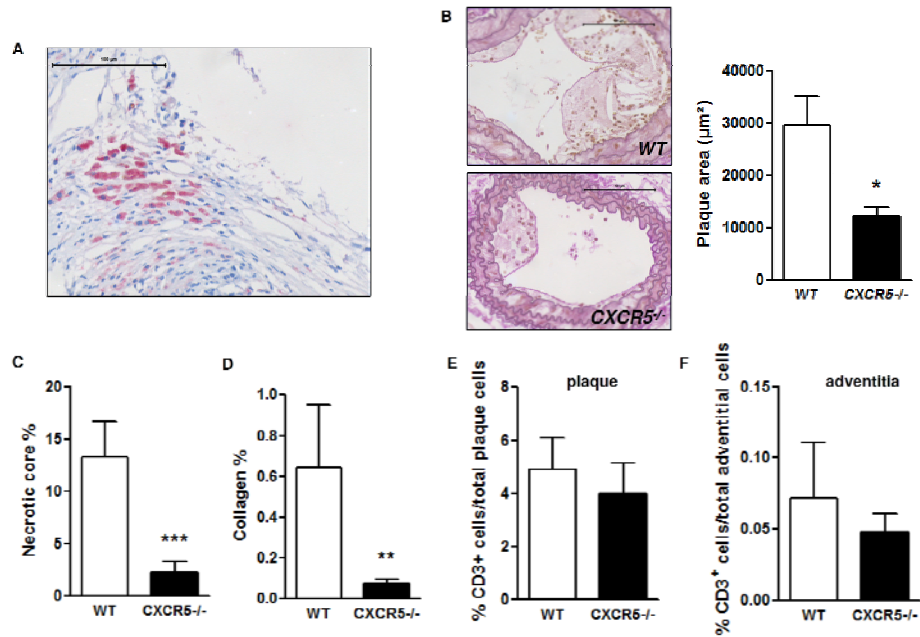 A
100 µm
B
WT
CXCR5-/-
Plaque area (µm²)
40000
30000
20000
10000
0
*
WT
CXCR5-/-
C
Necrotic core %
20
15
10
5
0
***
WT
CXCR5-/-
D
Collagen %
1.0
0.8
0.6
0.4
0.2
0.0
**
WT
CXCR5-/-
E
plaque
% CD3+ cells/total plaque cells
8
6
4
2
0
WT
CXCR5-/-
F
adventitia
% CD3⁺ cells/total adventitial cells
0.15
0.10
0.05
0.00
WT
CXCR5-/-